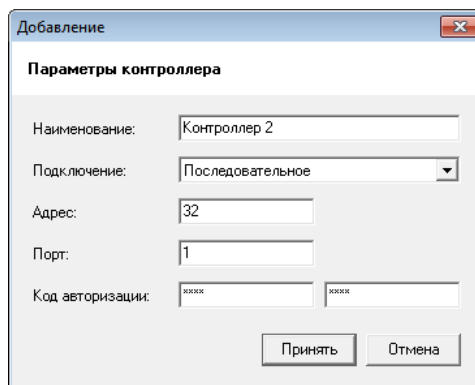 Добавление
Параметры контроллера
Наименование: Контроллер 2
Подключение: Последовательное
Адрес: 32
Порт: 1
Код авторизации: **** ****
Принять Отмена